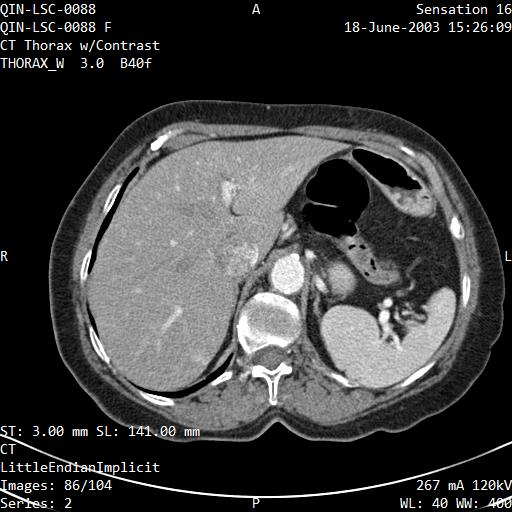 QIN-LSC-0088
A
Sensation 16
QIN-LSC-0088 F
18-June-2003 15:26:09
CT Thorax w/Contrast
THORAX_W 3.0 B40f
R
L
ST: 3.00 mm SL: 141.00 mm
CT
LittleEndianImplicit
Images: 86/104
267 mA 120kV
Series: 2
P
WL: 40 WW: 400